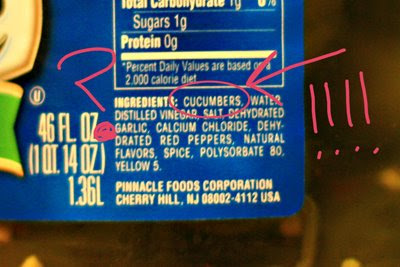 Total Carbohydrate 1g 0%
Sugars 1g
Protein 0g
*Percent Daily Values are based on a
2,000 calorie diet.
U
INGREDIENTS: CUCUMBERS, WATER,
DISTILLED VINEGAR, SALT, DEHYDRATED
GARLIC, CALCIUM CHLORIDE, DEHY-
DRATED RED PEPPERS, NATURAL
FLAVORS, SPICE, POLYSORBATE 80,
YELLOW 5.
46 FL OZ
(1 QT. 14 OZ.)
1.36L
PINNACLE FOODS CORPORATION
CHERRY HILL, NJ 08002-4112 USA
?
!!!!